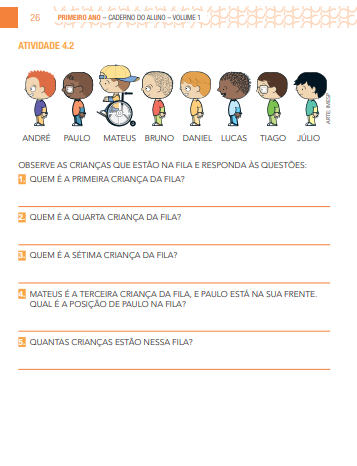 26
PRIMEIRO ANO – CADERNO DO ALUNO – VOLUME 1
ATIVIDADE 4.2
ANDRÉ PAULO MATEUS BRUNO DANIEL LUCAS TIAGO JÚLIO
ARTE: IMESP
OBSERVE AS CRIANÇAS QUE ESTÃO NA FILA E RESPONDA ÀS QUESTÕES:
1. QUEM É A PRIMEIRA CRIANÇA DA FILA?
2. QUEM É A QUARTA CRIANÇA DA FILA?
3. QUEM É A SÉTIMA CRIANÇA DA FILA?
4. MATEUS É A TERCEIRA CRIANÇA DA FILA, E PAULO ESTÁ NA SUA FRENTE.
QUAL É A POSIÇÃO DE PAULO NA FILA?
5. QUANTAS CRIANÇAS ESTÃO NESSA FILA?